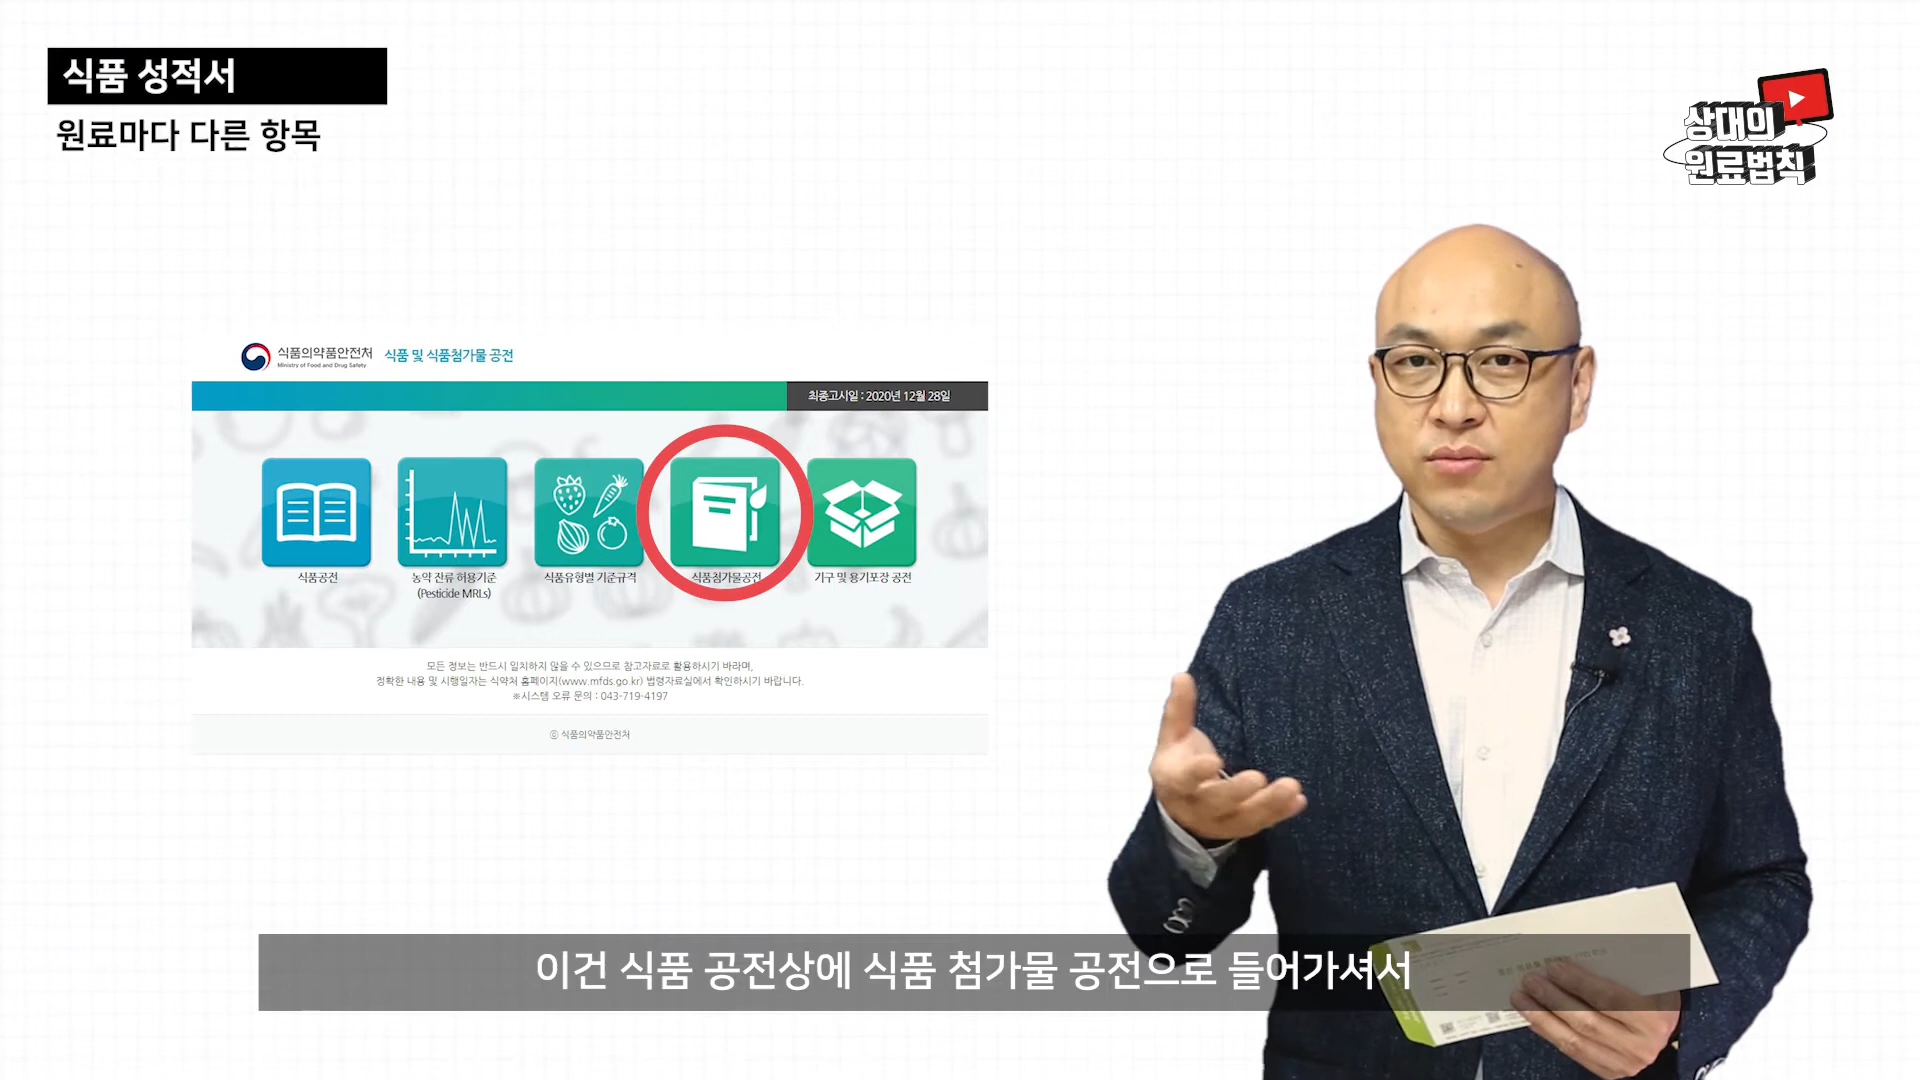 식품 성적서
원료마다 다른 항목
상대의
원료법칙
식품의약품안전처
Ministry of Food and Drug Safety
식품 및 식품첨가물 공전
최종고시일 : 2020년 12월 28일
식품공전
농약 잔류 허용기준
(Pesticide MRLs)
식품유형별 기준규격
식품첨가물공전
기구 및 용기포장 공전
모든 정보는 반드시 일치하지 않을 수 있으므로 참고자료로 활용하시기 바라며,
정확한 내용 및 시행일자는 식약처 홈페이지(www.mfds.go.kr) 법령자료실에서 확인하시기 바랍니다.
※시스템 오류 문의 : 043-719-4197
ⓒ 식품의약품안전처
이건 식품 공전상에 식품 첨가물 공전으로 들어가셔서